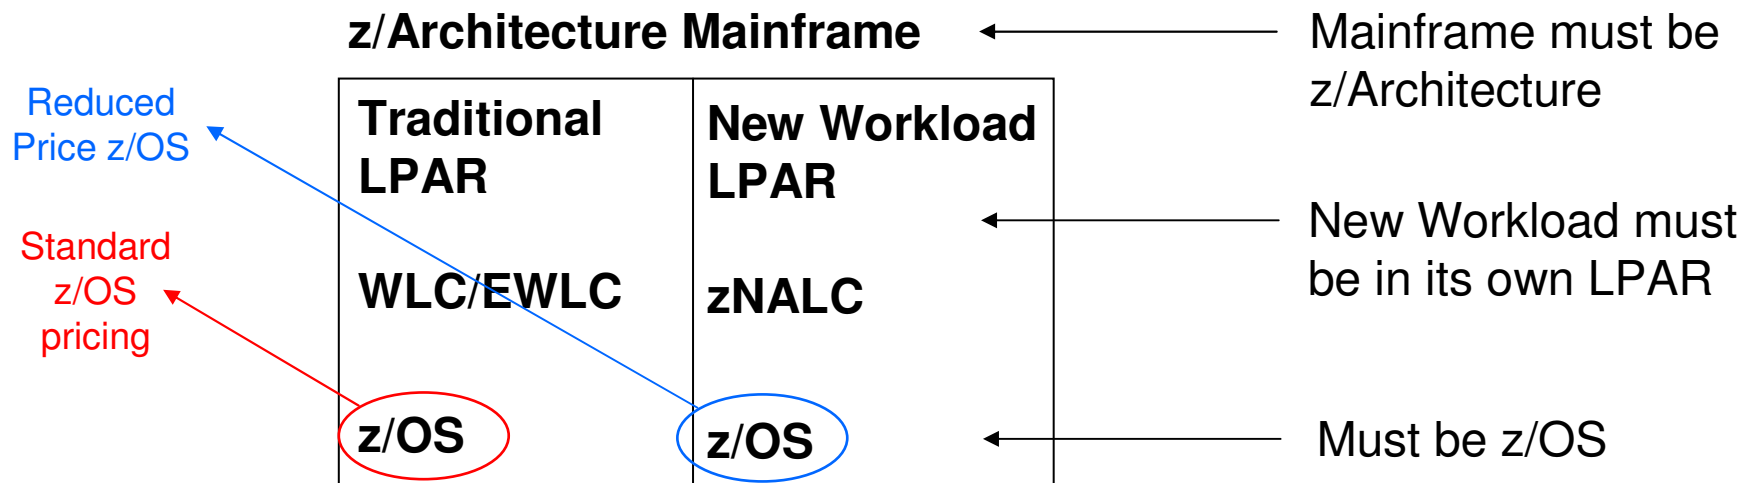 z/Architecture Mainframe
Mainframe must be
z/Architecture
Reduced
Price z/OS
Standard
z/OS
pricing
Traditional
LPAR
WLC/EWLC
z/OS
New Workload
LPAR
zNALC
z/OS
New Workload must
be in its own LPAR
Must be z/OS